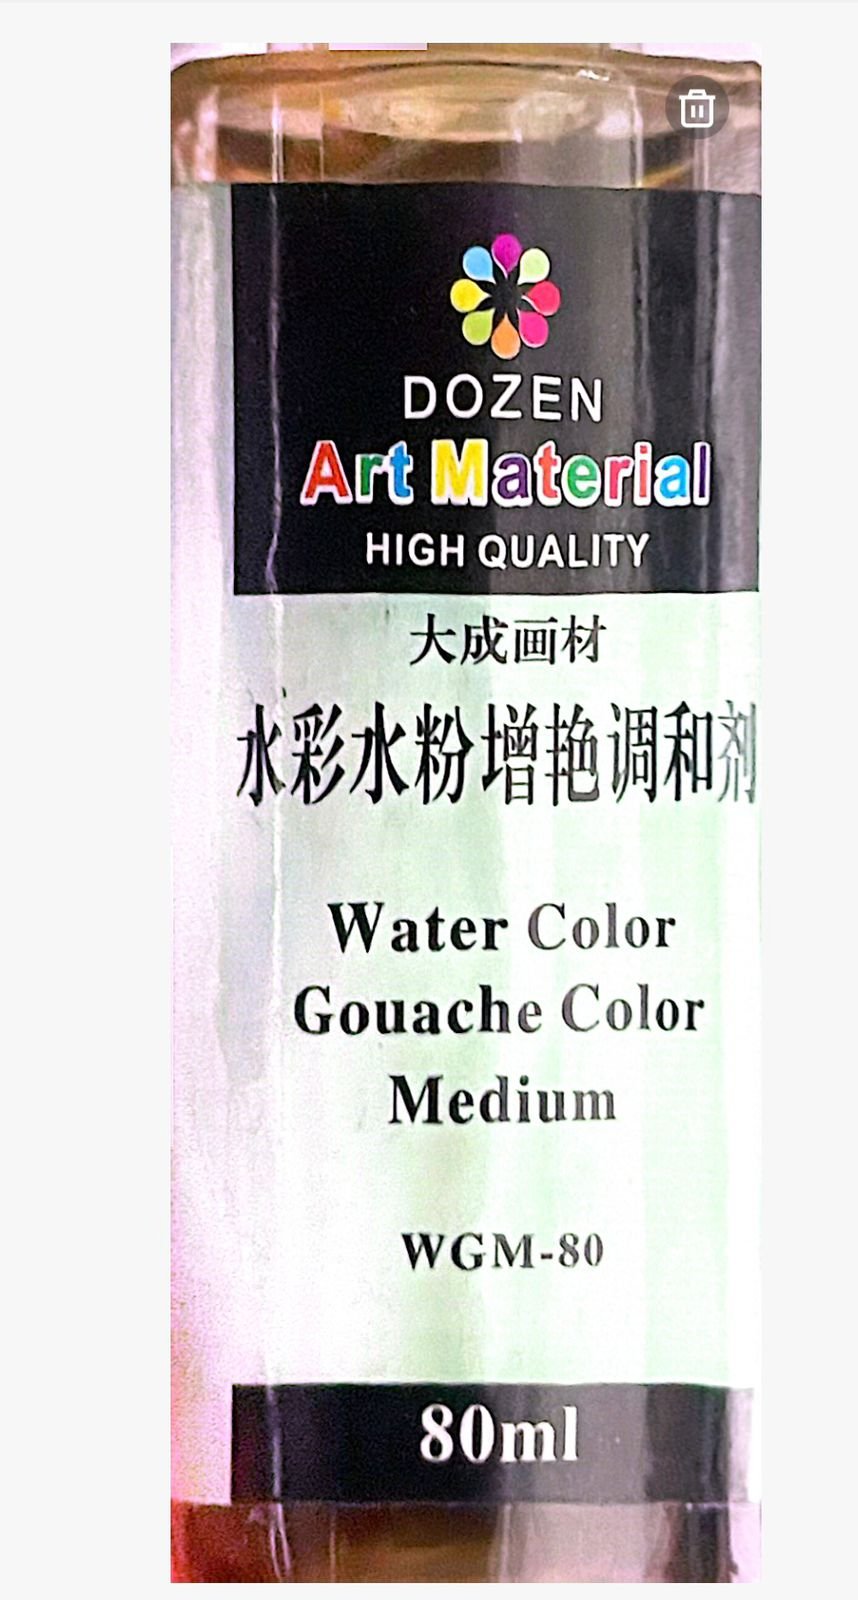 DOZEN
Art Material
HIGH QUALITY
大成画材
水彩水粉增艳调和剂
Water Color
Gouache Color
Medium
WGM-80
80ml